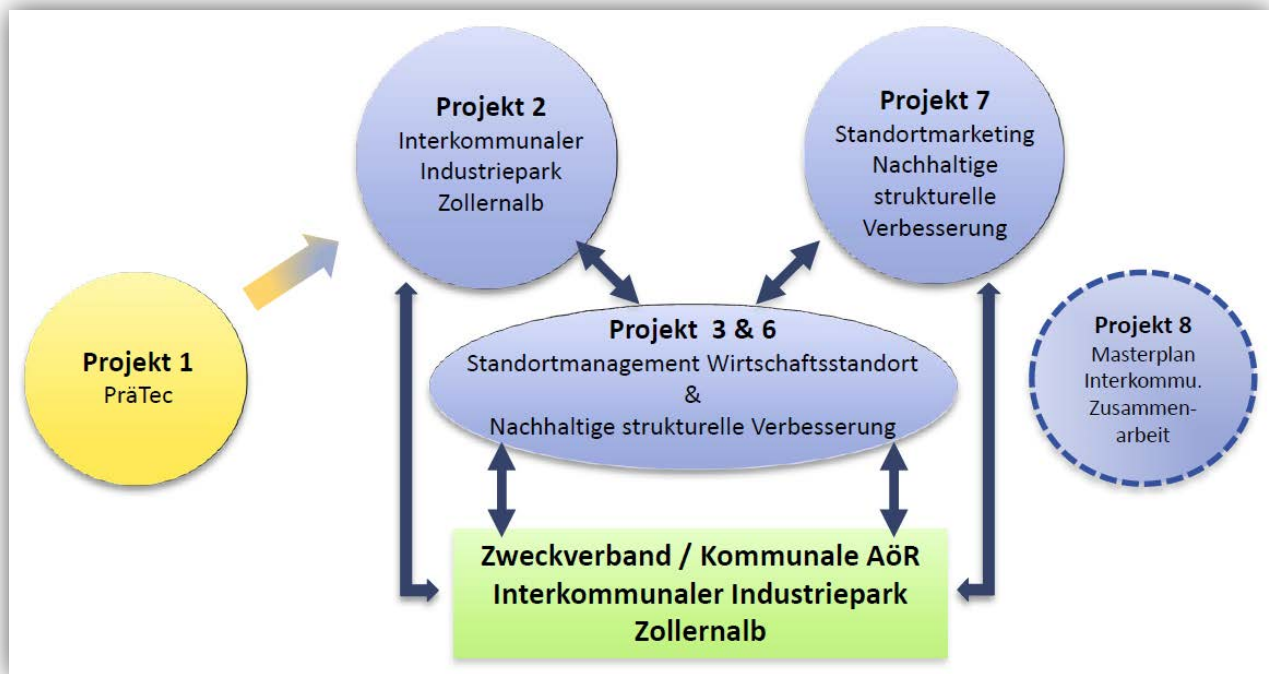 Projekt 2
Interkommunaler
Industriepark
Zollernalb
Projekt 7
Standortmarketing
Nachhaltige
strukturelle
Verbesserung
Projekt 1
PräTec
Projekt 3 & 6
Standortmanagement Wirtschaftsstandort
&
Nachhaltige strukturelle Verbesserung
Projekt 8
Masterplan
Interkommu.
Zusammen-
arbeit
Zweckverband / Kommunale AöR
Interkommunaler Industriepark
Zollernalb